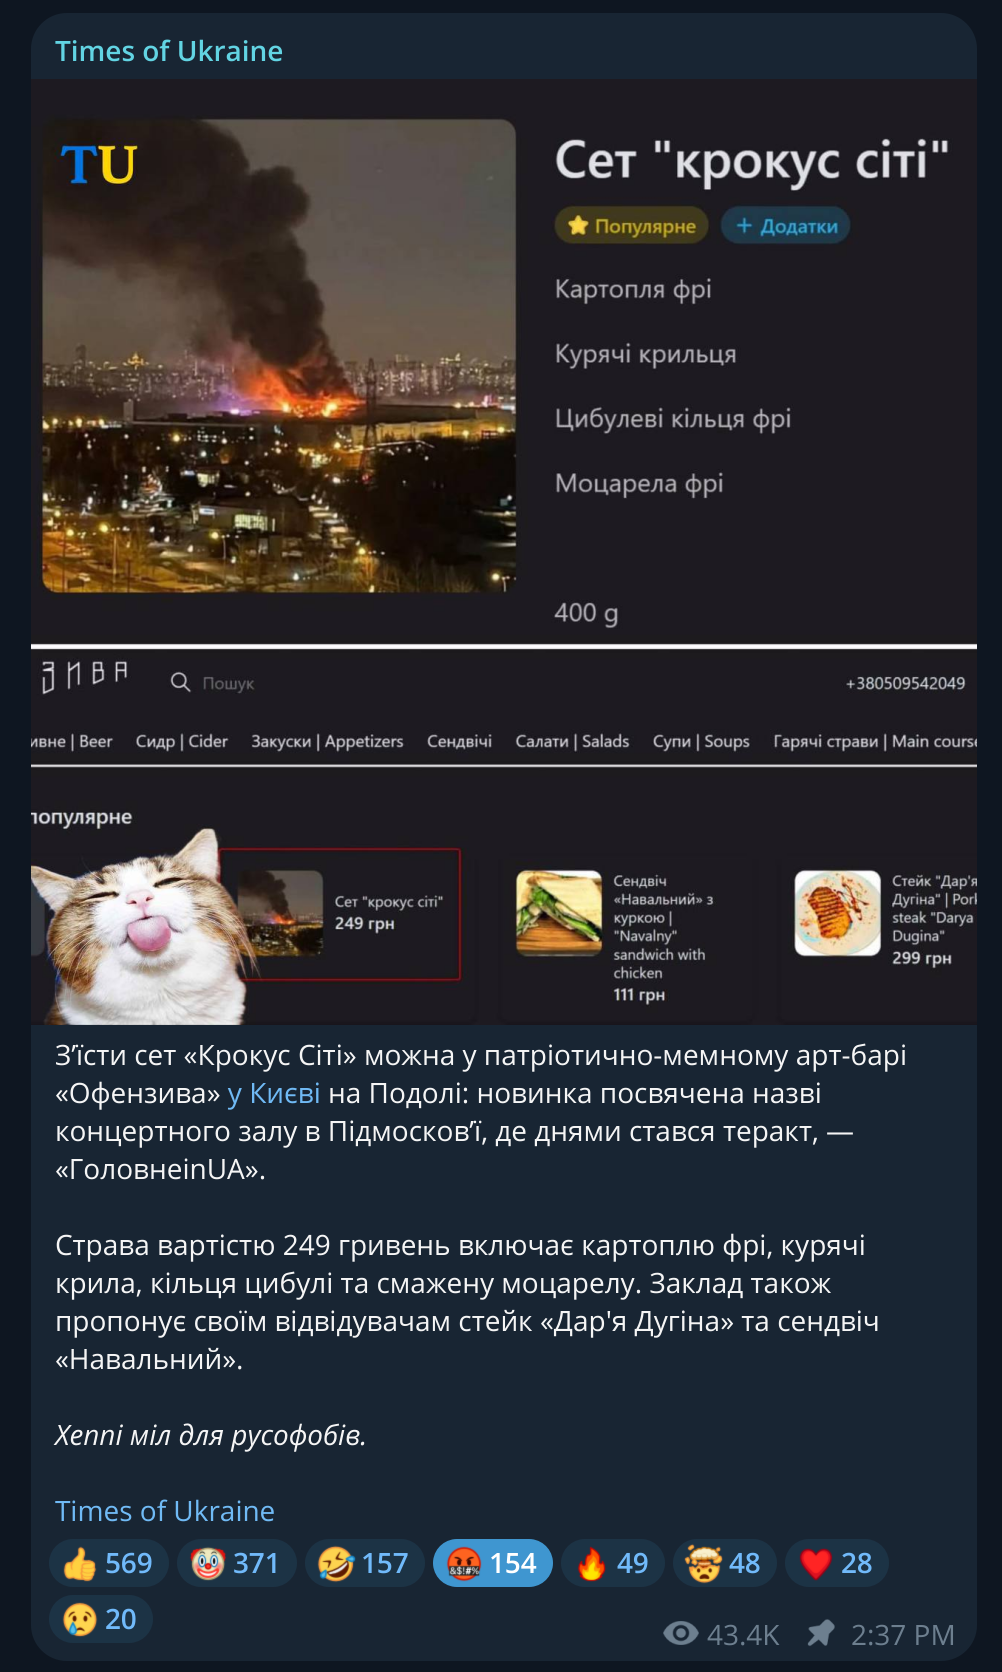 Times of Ukraine
TU
Сет "крокус сіті"
Популярне
+ Додатки
Картопля фрі
Курячі крильця
Цибулеві кільця фрі
Моцарела фрі
400 g
ЗИВА
Пошук
+380509542049
ивне | Beer
Сидр | Cider
Закуски | Appetizers
Сендвічі
Салати | Salads
Супи | Soups
Гарячі страви | Main course
популярне
Сет "крокус сіті"
249 грн
Сендвіч
«Навальний» з
куркою |
"Navalny"
sandwich with
chicken
111 грн
Стейк "Дар'я
Дугіна" | Pork
steak "Darya
Dugina"
299 грн
З’їсти сет «Крокус Сіті» можна у патріотично-мемному арт-барі
«Офензива» у Києві на Подолі: новинка посвячена назві
концертного залу в Підмосков’ї, де днями стався теракт, —
«ГоловнеinUA».
Страва вартістю 249 гривень включає картоплю фрі, курячі
крила, кільця цибулі та смажену моцарелу. Заклад також
пропонує своїм відвідувачам стейк «Дар'я Дугіна» та сендвіч
«Навальний».
Хеппі міл для русофобів.
Times of Ukraine
569
371
157
154
49
48
28
20
43.4K
2:37 PM